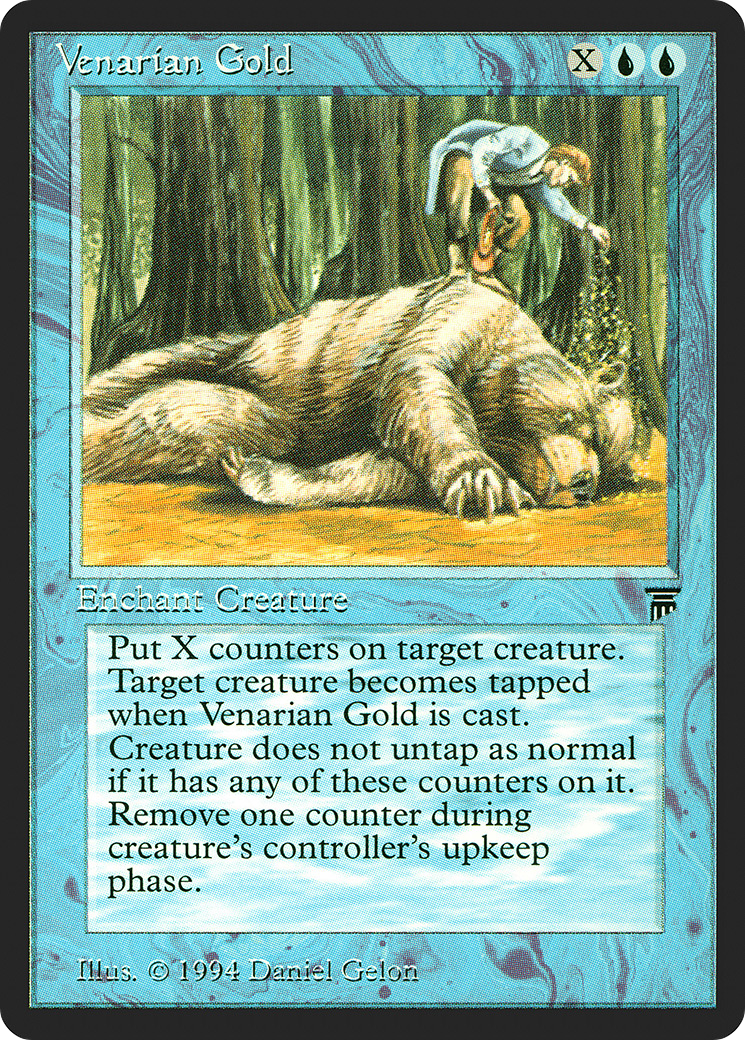 Venarian Gold X
Enchant Creature
Put X counters on target creature.
Target creature becomes tapped
when Venarian Gold is cast.
Creature does not untap as normal
if it has any of these counters on it.
Remove one counter during
creature's controller's upkeep
phase.
Illus. © 1994 Daniel Gelon